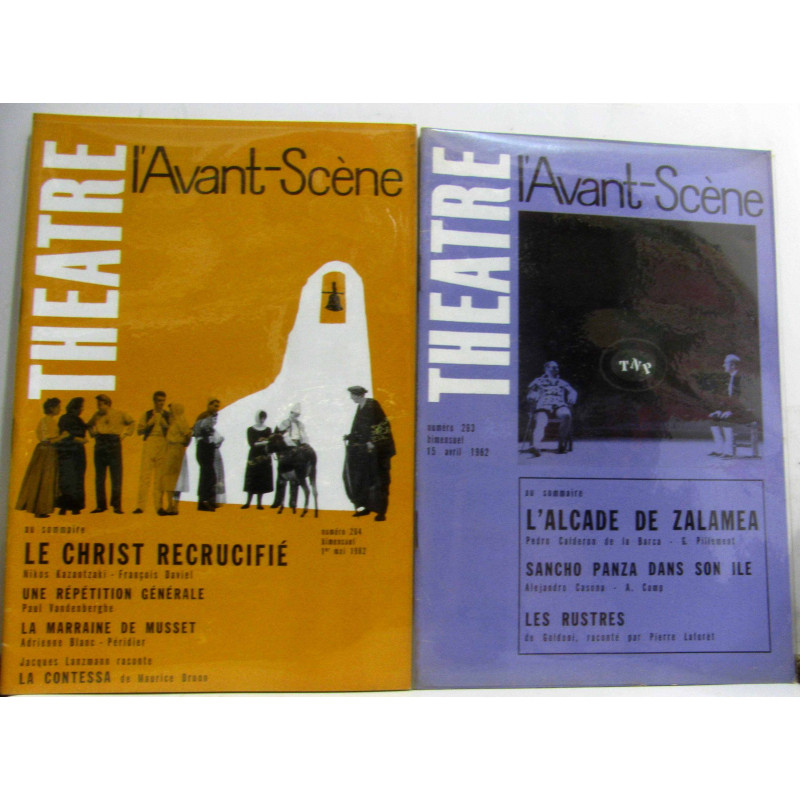 THEATRE
l'Avant-Scène
au sommaire
numéro 264
bimensuel
1er mai 1962
LE CHRIST RECRUCIFIÉ
Nikos Kazantzaki - François Daviel
UNE RÉPÉTITION GÉNÉRALE
Paul Vandenberghe
LA MARRAINE DE MUSSET
Adrienne Blanc - Péridier
Jacques Lanzmann raconte
LA CONTESSA de Maurice Druon
THEATRE
l'Avant-Scène
TNP
numéro 263
bimensuel
15 avril 1962
au sommaire
L'ALCADE DE ZALAMEA
Pedro Calderon de la Barca - G. Pillement
SANCHO PANZA DANS SON ILE
Alejandro Casona - A. Camp
LES RUSTRES
de Goldoni, raconté par Pierre Laforêt